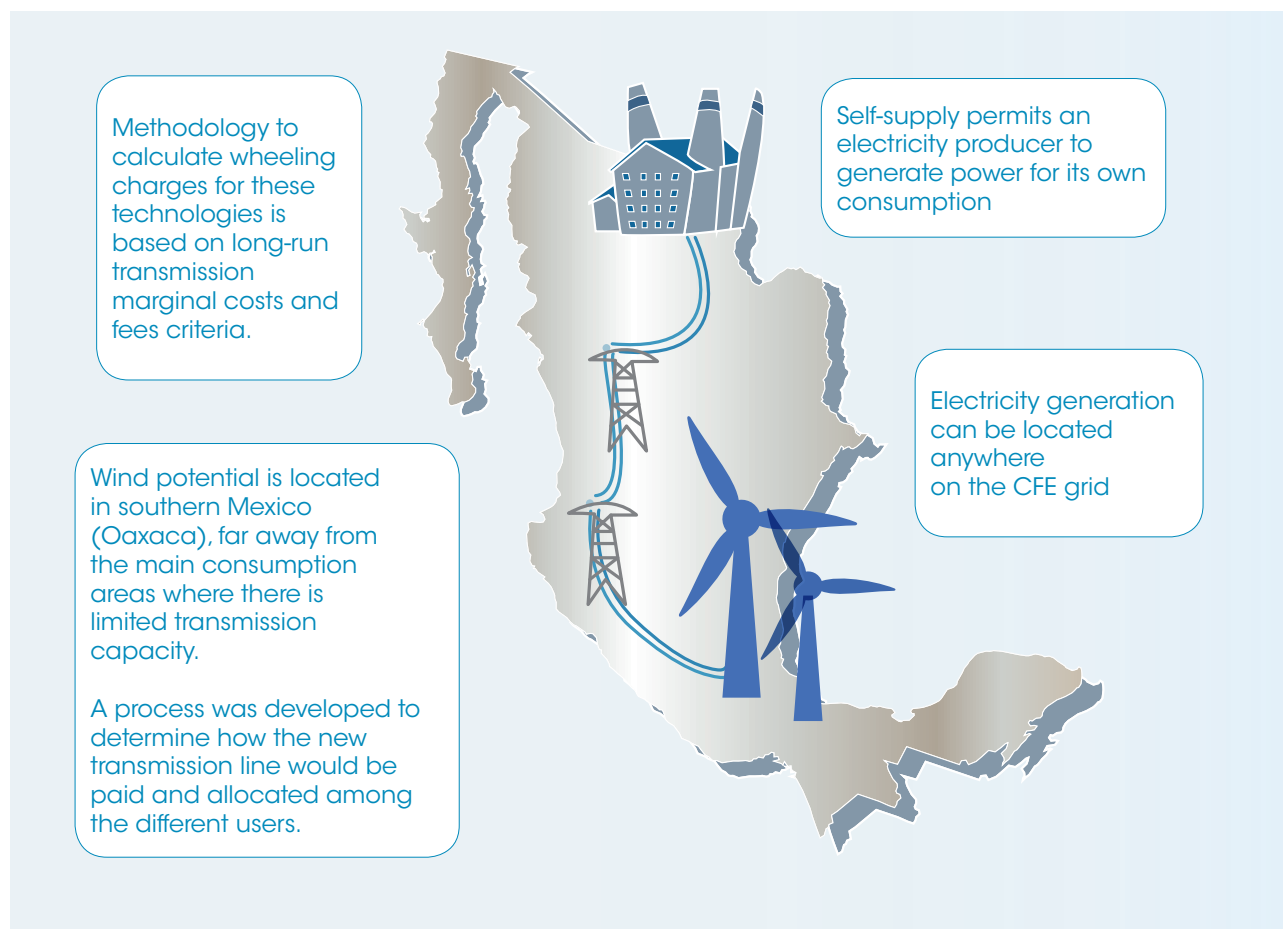 Methodology to
calculate wheeling
charges for these
technologies is
based on long-run
transmission
marginal costs and
fees criteria.
Self-supply permits an
electricity producer to
generate power for its own
consumption
Electricity generation
can be located
anywhere
on the CFE grid
Wind potential is located
in southern Mexico
(Oaxaca), far away from
the main consumption
areas where there is
limited transmission
capacity.
A process was developed to
determine how the new
transmission line would be
paid and allocated among
the different users.